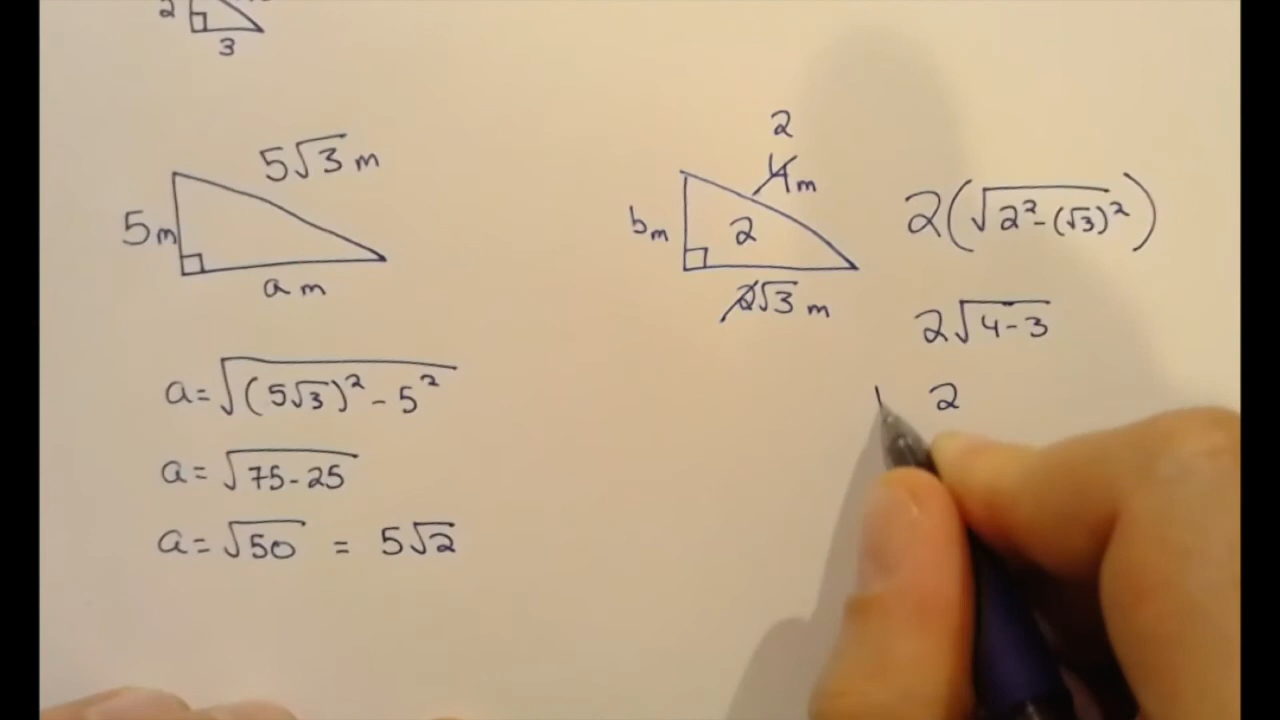 2
3
5√3 m
5m
a m
a=√(5√3)² - 5²
a=√75-25
a=√50 = 5√2
2
4m
bm
2
2√3 m
2(√2²-(√3)²)
2√4-3
2